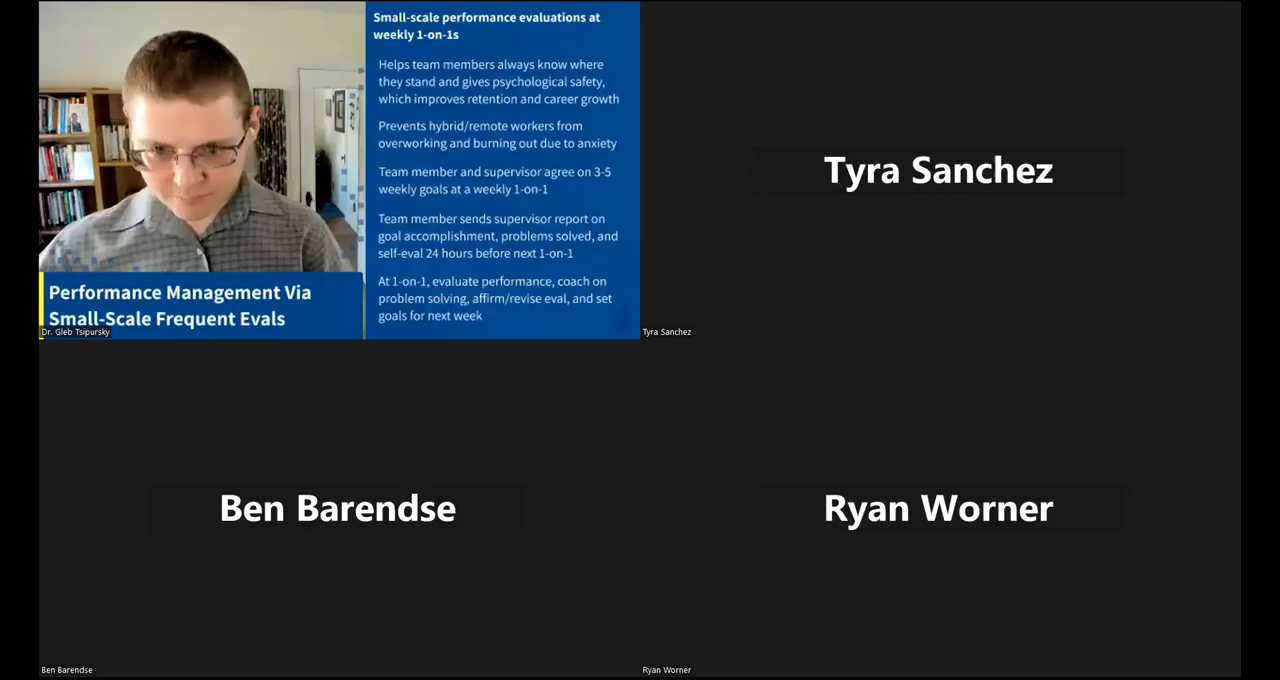 Small-scale performance evaluations at
weekly 1-on-1s
Helps team members always know where
they stand and gives psychological safety,
which improves retention and career growth
Prevents hybrid/remote workers from
overworking and burning out due to anxiety
Team member and supervisor agree on 3-5
weekly goals at a weekly 1-on-1
Team member sends supervisor report on
goal accomplishment, problems solved, and
self-eval 24 hours before next 1-on-1
At 1-on-1, evaluate performance, coach on
problem solving, affirm/revise eval, and set
goals for next week
Performance Management Via
Small-Scale Frequent Evals
Dr. Gleb Tsipursky
Tyra Sanchez
Tyra Sanchez
Ben Barendse
Ben Barendse
Ryan Worner
Ryan Worner